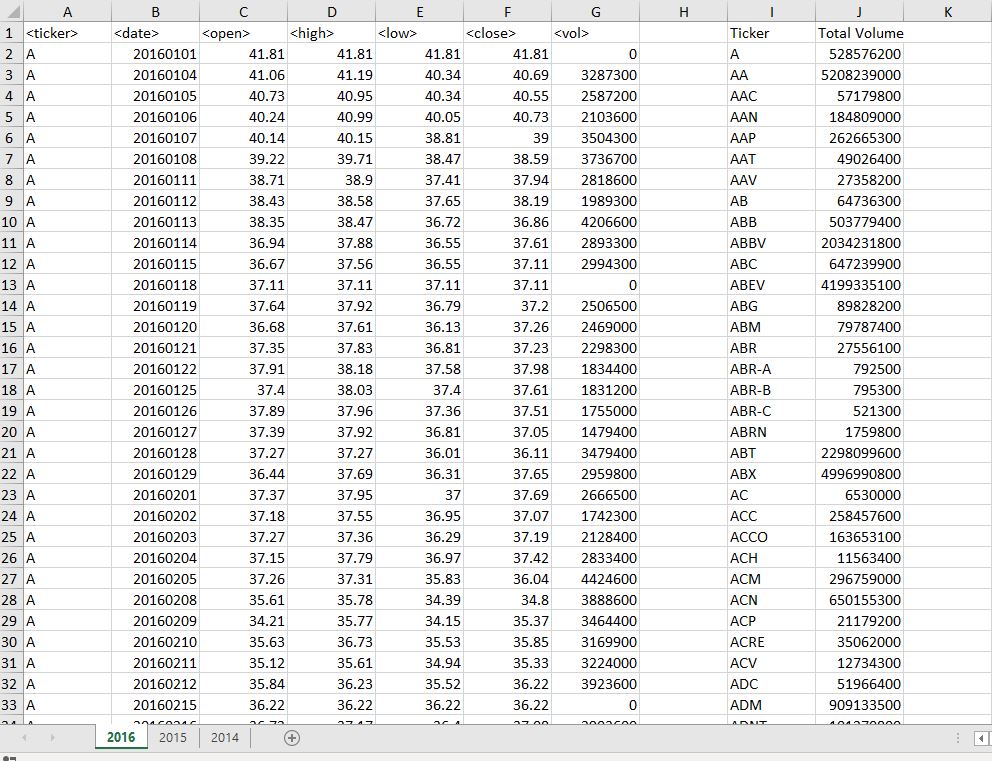 A B C D E F G H I J K
1 <ticker> <date> <open> <high> <low> <close> <vol> Ticker Total Volume
2 A 20160101 41.81 41.81 41.81 41.81 0 A 528576200
3 A 20160104 41.06 41.19 40.34 40.69 3287300 AA 5208239000
4 A 20160105 40.73 40.95 40.34 40.55 2587200 AAC 57179800
5 A 20160106 40.24 40.99 40.05 40.73 2103600 AAN 184809000
6 A 20160107 40.14 40.15 38.81 39 3504300 AAP 262665300
7 A 20160108 39.22 39.71 38.47 38.59 3736700 AAT 49026400
8 A 20160111 38.71 38.9 37.41 37.94 2818600 AAV 27358200
9 A 20160112 38.43 38.58 37.65 38.19 1989300 AB 64736300
10 A 20160113 38.35 38.47 36.72 36.86 4206600 ABB 503779400
11 A 20160114 36.94 37.88 36.55 37.61 2893300 ABBV 2034231800
12 A 20160115 36.67 37.56 36.55 37.11 2994300 ABC 647239900
13 A 20160118 37.11 37.11 37.11 37.11 0 ABEV 4199335100
14 A 20160119 37.64 37.92 36.79 37.2 2506500 ABG 89828200
15 A 20160120 36.68 37.61 36.13 37.26 2469000 ABM 79787400
16 A 20160121 37.35 37.83 36.81 37.23 2298300 ABR 27556100
17 A 20160122 37.91 38.18 37.58 37.98 1834400 ABR-A 792500
18 A 20160125 37.4 38.03 37.4 37.61 1831200 ABR-B 795300
19 A 20160126 37.89 37.96 37.36 37.51 1755000 ABR-C 521300
20 A 20160127 37.39 37.92 36.81 37.05 1479400 ABRN 1759800
21 A 20160128 37.27 37.27 36.01 36.11 3479400 ABT 2298099600
22 A 20160129 36.44 37.69 36.31 37.65 2959800 ABX 4996990800
23 A 20160201 37.37 37.95 37 37.69 2666500 AC 6530000
24 A 20160202 37.18 37.55 36.95 37.07 1742300 ACC 258457600
25 A 20160203 37.27 37.36 36.29 37.19 2128400 ACCO 163653100
26 A 20160204 37.15 37.79 36.97 37.42 2833400 ACH 11563400
27 A 20160205 37.26 37.31 35.83 36.04 4424600 ACM 296759000
28 A 20160208 35.61 35.78 34.39 34.8 3888600 ACN 650155300
29 A 20160209 34.21 35.77 34.15 35.37 3464400 ACP 21179200
30 A 20160210 35.63 36.73 35.53 35.85 3169900 ACRE 35062000
31 A 20160211 35.12 35.61 34.94 35.33 3224000 ACV 12734300
32 A 20160212 35.84 36.23 35.52 36.22 3923600 ADC 51966400
33 A 20160215 36.22 36.22 36.22 36.22 0 ADM 909133500
2016 2015 2014